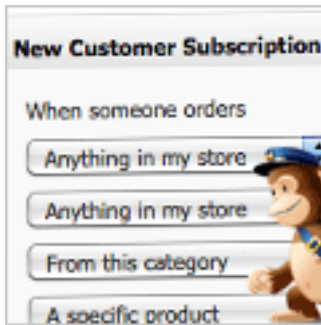 New Customer Subscription
When someone orders
Anything in my store
Anything in my store
From this category
A specific product